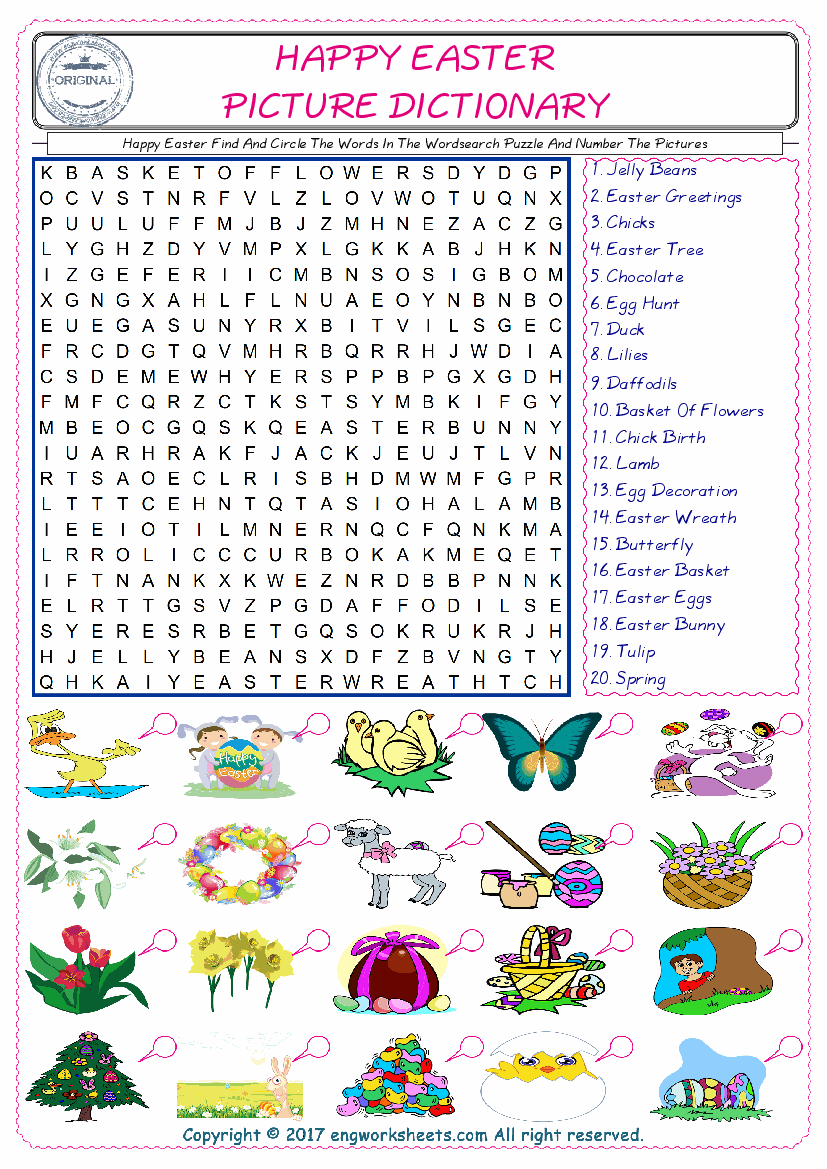 HAPPY EASTER
PICTURE DICTIONARY
ORIGINAL
Happy Easter Find And Circle The Words In The Wordsearch Puzzle And Number The Pictures
K B A S K E T O F F L O W E R S D Y D G P
O C V S T N R F V L Z L O V W O T U Q N X
P U U L U F F M J B J Z M H N E Z A C Z G
L Y G H Z D Y V M P X L G K K A B J H K N
I Z G E F E R I I C M B N S O S I G B O M
X G N G X A H L F L N U A E O Y N B N B O
E U E G A S U N Y R X B I T V I L S G E C
F R C D G T Q V M H R B Q R R H J W D I A
C S D E M E W H Y E R S P P B P G X G D H
F M F C Q R Z C T K S T S Y M B K I F G Y
M B E O C G Q S K Q E A S T E R B U N N Y
I U A R H R A K F J A C K J E U J T L V N
R T S A O E C L R I S B H D M W M F G P R
L T T T C E H N T Q T A S I O H A L A M B
I E E I O T I L M N E R N Q C F Q N K M A
L R R O L I C C C U R B O K A K M E Q E T
I F T N A N K X K W E Z N R D B B P N N K
E L R T T G S V Z P G D A F F O D I L S E
S Y E R E S R B E T G Q S O K R U K R J H
H J E L L Y B E A N S X D F Z B V N G T Y
Q H K A I Y E A S T E R W R E A T H T C H
1. Jelly Beans
2. Easter Greetings
3. Chicks
4. Easter Tree
5. Chocolate
6. Egg Hunt
7. Duck
8. Lilies
9. Daffodils
10. Basket Of Flowers
11. Chick Birth
12. Lamb
13. Egg Decoration
14. Easter Wreath
15. Butterfly
16. Easter Basket
17. Easter Eggs
18. Easter Bunny
19. Tulip
20. Spring
Happy
Easter
Copyright © 2017 engworksheets.com All right reserved.